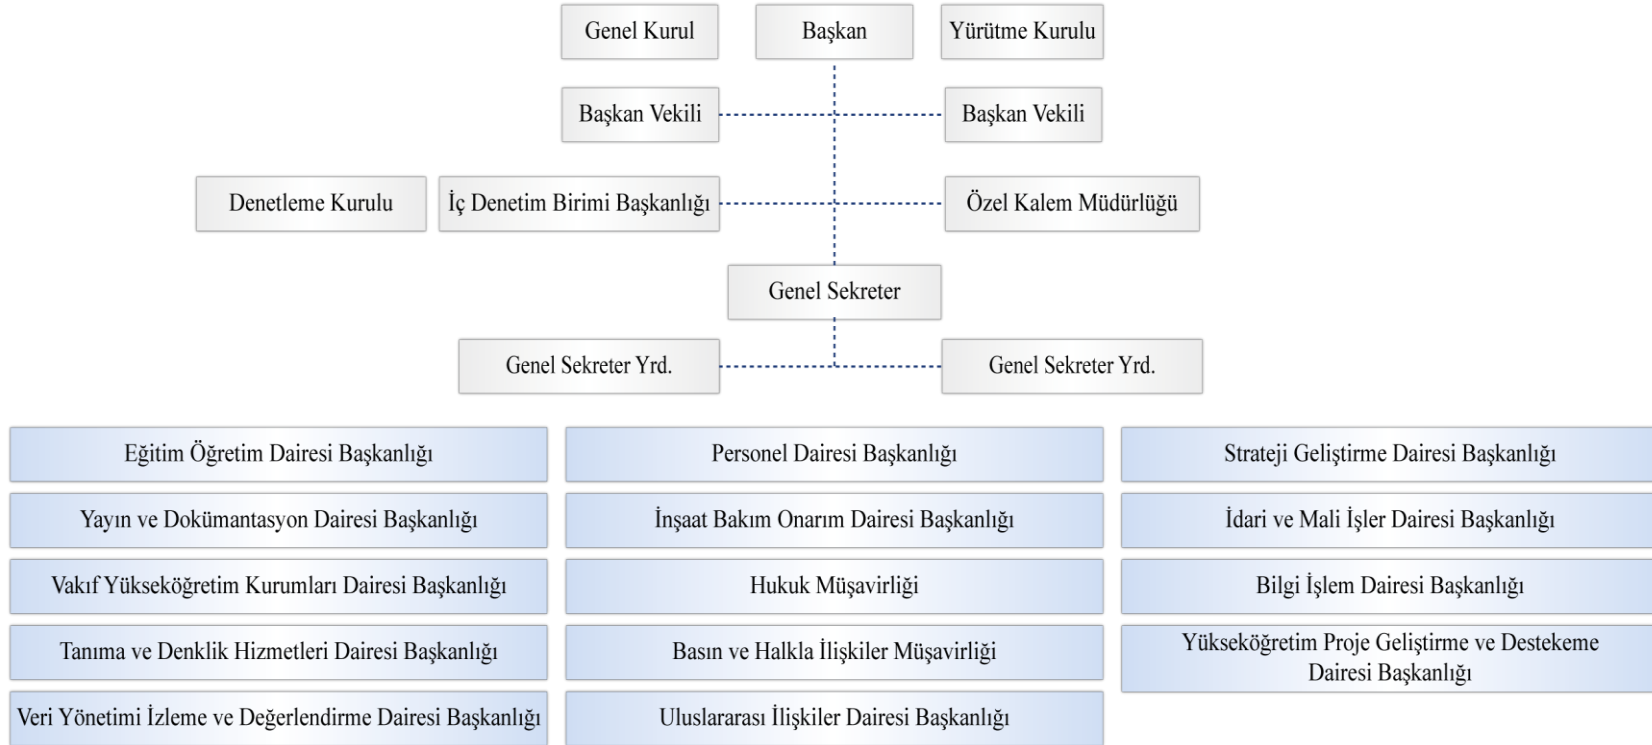 Genel Kurul
Başkan
Yürütme Kurulu
Başkan Vekili
Başkan Vekili
Denetleme Kurulu
İç Denetim Birimi Başkanlığı
Özel Kalem Müdürlüğü
Genel Sekreter
Genel Sekreter Yrd.
Genel Sekreter Yrd.
Eğitim Öğretim Dairesi Başkanlığı
Personel Dairesi Başkanlığı
Strateji Geliştirme Dairesi Başkanlığı
Yayın ve Dokümantasyon Dairesi Başkanlığı
İnşaat Bakım Onarım Dairesi Başkanlığı
İdari ve Mali İşler Dairesi Başkanlığı
Vakıf Yükseköğretim Kurumları Dairesi Başkanlığı
Hukuk Müşavirliği
Bilgi İşlem Dairesi Başkanlığı
Tanıma ve Denklik Hizmetleri Dairesi Başkanlığı
Basın ve Halkla İlişkiler Müşavirliği
Yükseköğretim Proje Geliştirme ve Destekeme
Dairesi Başkanlığı
Veri Yönetimi İzleme ve Değerlendirme Dairesi Başkanlığı
Uluslararası İlişkiler Dairesi Başkanlığı